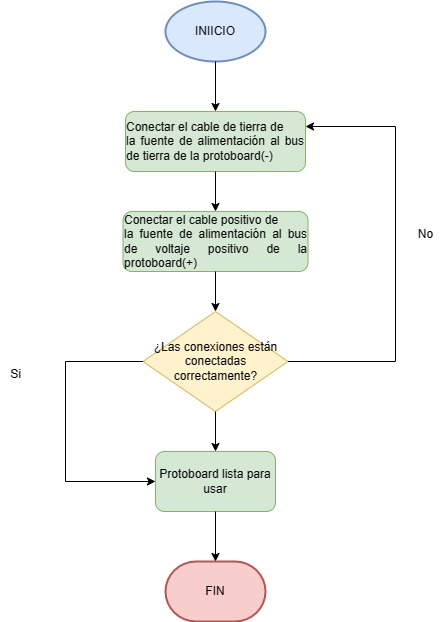 INIICIO
Conectar el cable de tierra de
la fuente de alimentación al bus
de tierra de la protoboard(-)
Conectar el cable positivo de
la fuente de alimentación al bus
de voltaje positivo de la
protoboard(+)
No
¿Las conexiones están
conectadas
correctamente?
Si
Protoboard lista para
usar
FIN